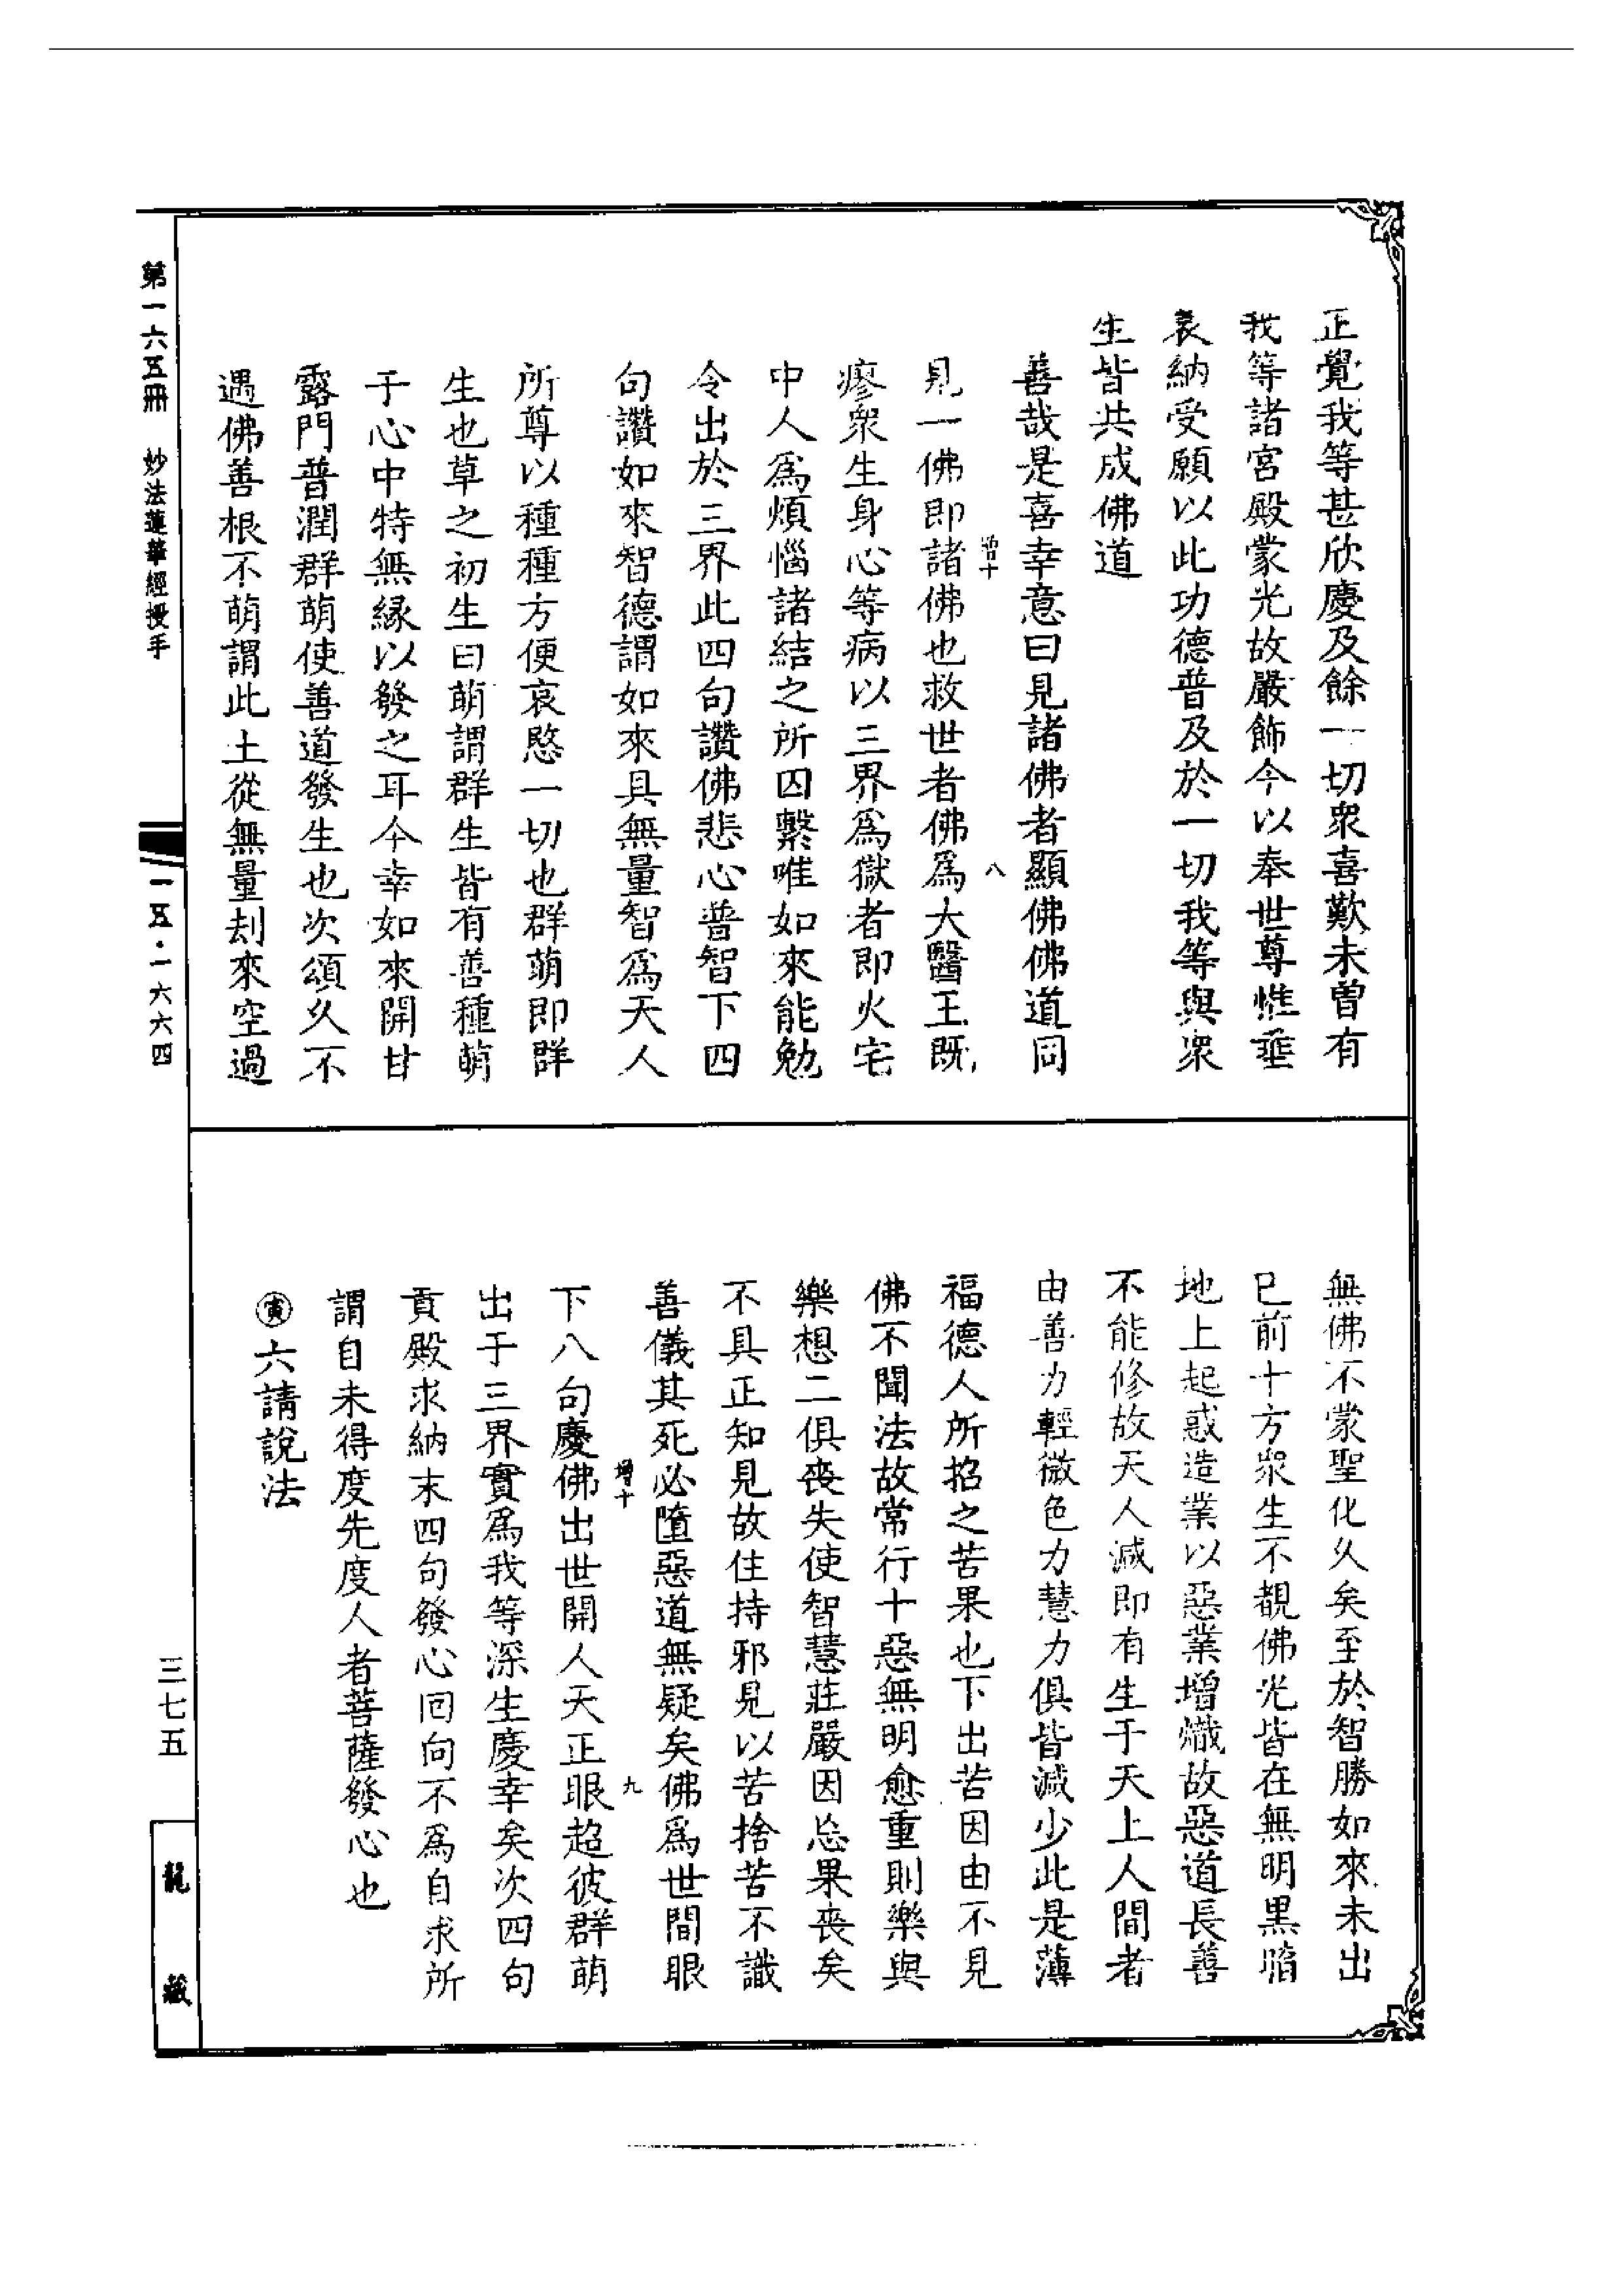 正覺我等甚欣慶及餘一切衆喜歎未曾有
我等諸宮殿蒙光故嚴飾今以奉世尊惟垂
哀納受願以此功德普及於一切我等與衆
生皆共成佛道
善哉是喜幸意曰見諸佛者顯佛佛道同
增十
八
見一佛即諸佛也救世者佛爲大醫王既
瘳衆生身心等病以三界爲獄者即火宅
中人爲煩惱諸結之所囚繫唯如來能勉
令出於三界此四句讚佛悲心普智下四
句讚如來智德謂如來具無量智爲天人
所尊以種種方便哀愍一切也群萌即群
生也草之初生曰萌謂群生皆有善種萌
于心中特無緣以發之耳今幸如來開甘
露門普潤群萌使善道發生也次頌久不
遇佛善根不萌謂此土從無量刦來空過
無佛不蒙聖化久矣至於智勝如來未出
已前十方衆生不覩佛光皆在無明黑暗
地上起惑造業以惡業增熾故惡道長善
不能修故天人減即有生于天上人間者
由善力輕微色力慧力俱皆減少此是薄
福德人所招之苦果也下出苦因由不見
佛不聞法故常行十惡無明愈重則樂與
樂想二俱喪失使智慧莊嚴因忘果喪矣
不具正知見故住持邪見以苦捨苦不識
善儀其死必墮惡道無疑矣佛爲世間眼
增十
九
下八句慶佛出世開人天正眼超彼群萌
出于三界實爲我等深生慶幸矣次四句
貢殿求納末四句發心回向不爲自求所
謂自未得度先度人者菩薩發心也
㊢六請說法
第一六五冊　妙法蓮華經授手
一五·一六六四
三七五
龍藏